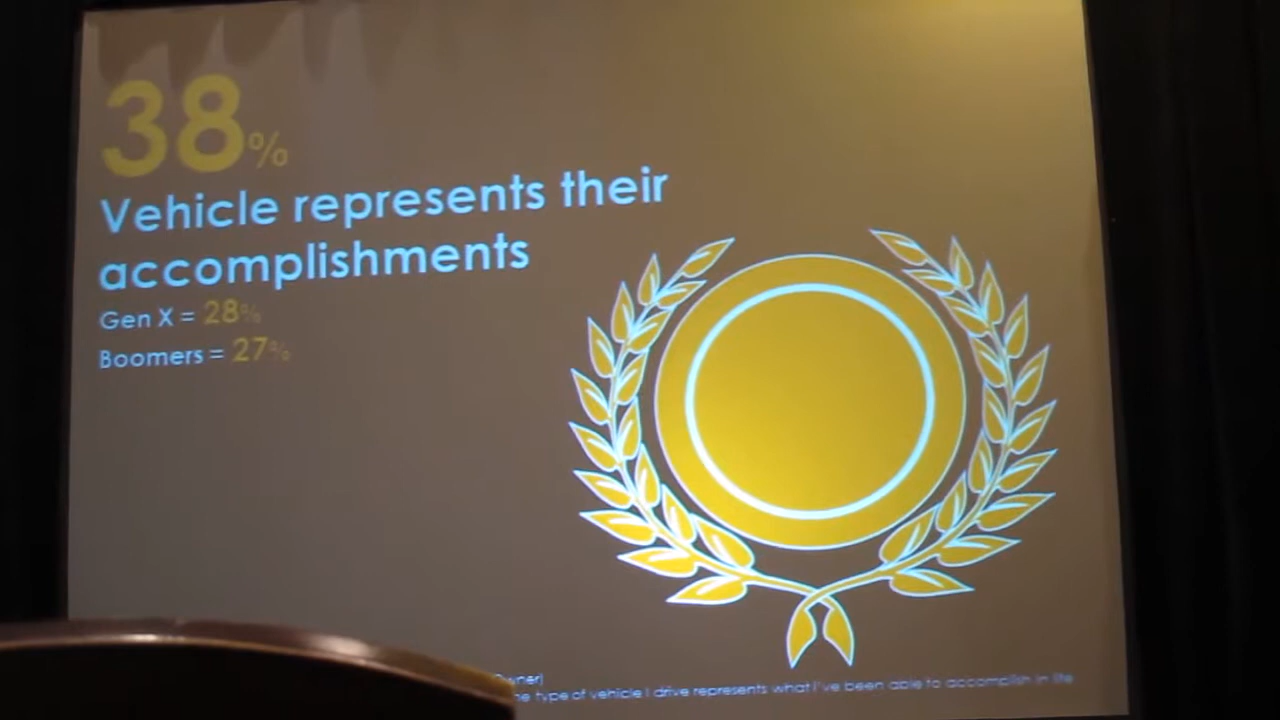 38%
Vehicle represents their
accomplishments
Gen X = 28%
Boomers = 27%
type of vehicle I drive represents what I've been able to accomplish in life